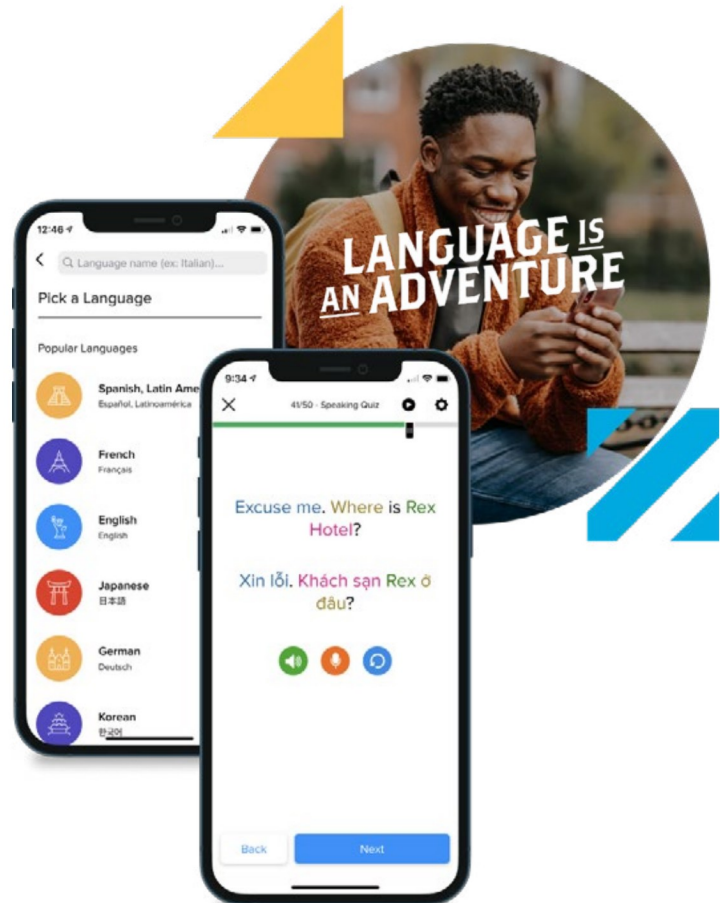 LANGUAGE IS
AN ADVENTURE
12:46
Language name (ex: Italian)...
Pick a Language
Popular Languages
Spanish, Latin Ame
Español, Latinoamérica
French
Français
English
English
Japanese
日本語
German
Deutsch
Korean
한국어
9:34
41/50 - Speaking Quiz
Excuse me. Where is Rex
Hotel?
Xin lỗi. Khách sạn Rex ở
đâu?
Back
Next